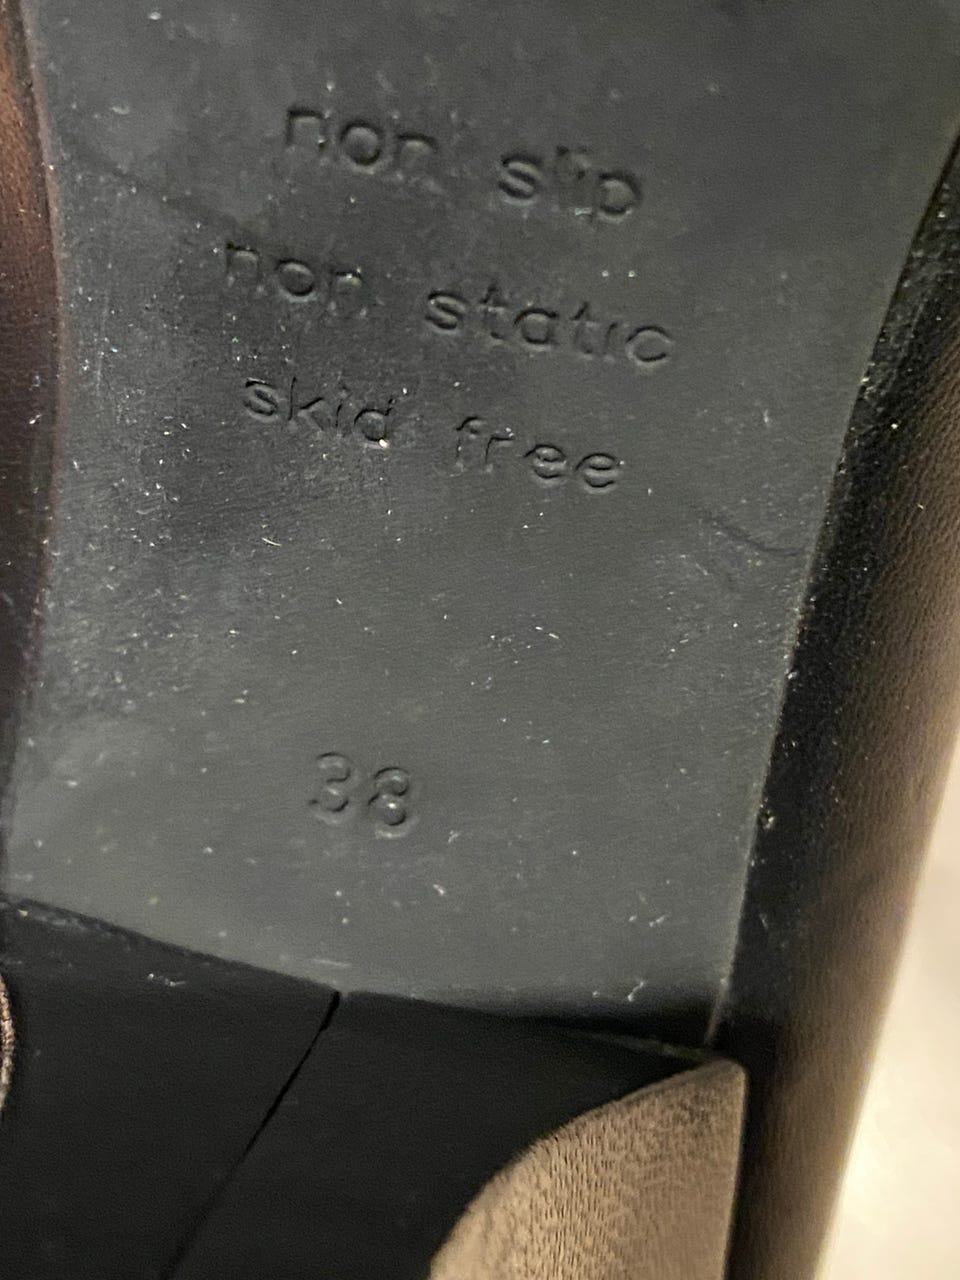 non slip
non static
skid free
38